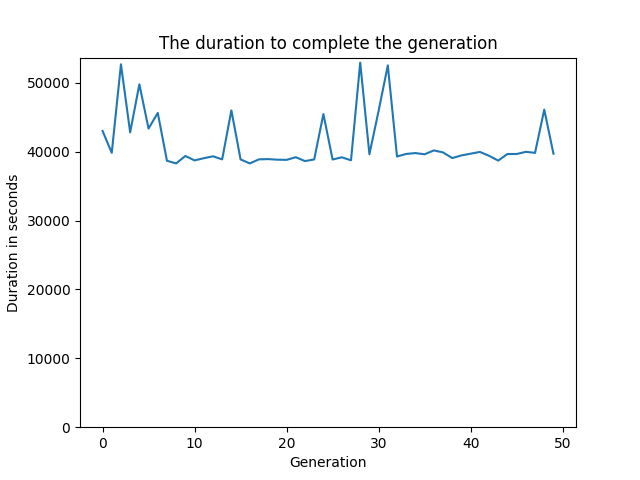 The duration to complete the generation
50000
40000
30000
20000
10000
0
Duration in seconds
0 10 20 30 40 50
Generation